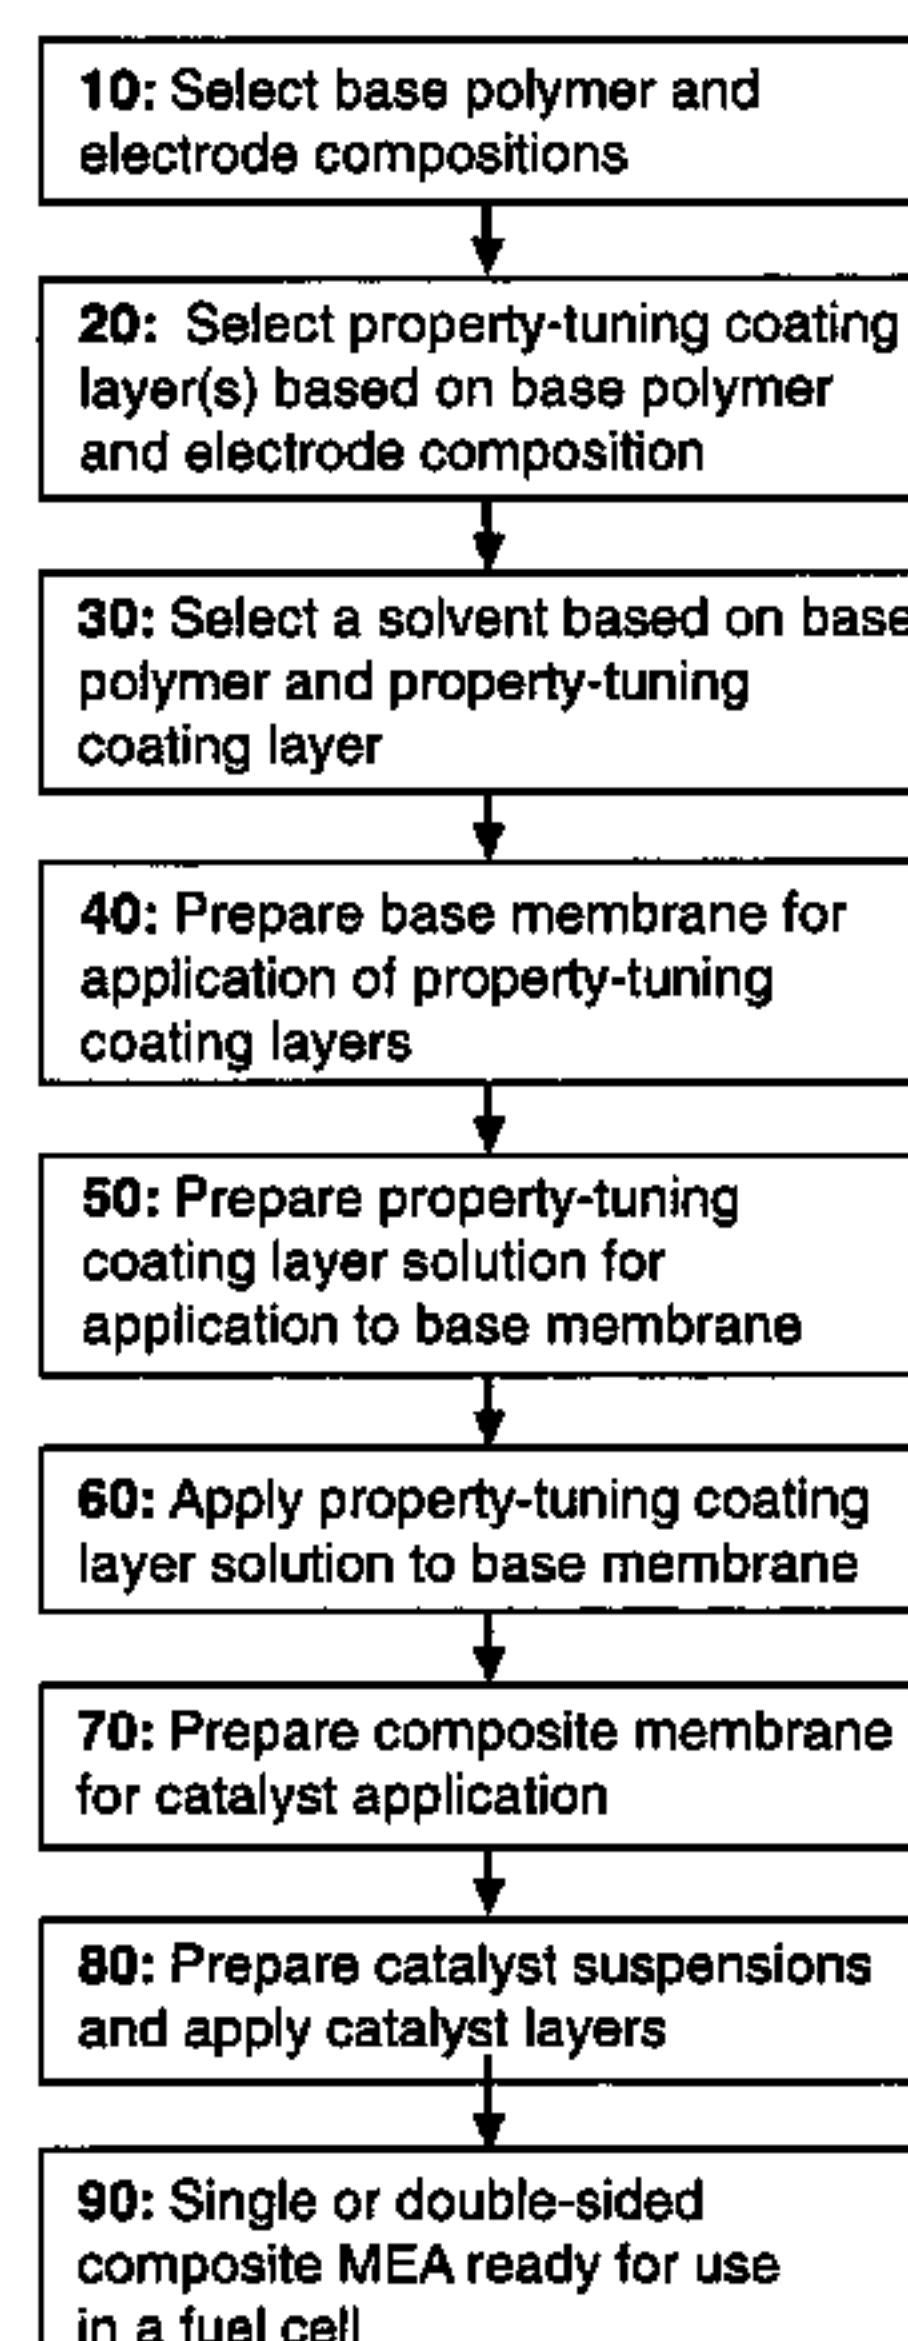 10: Select base polymer and
electrode compositions
20: Select property-tuning coating
layer(s) based on base polymer
and electrode composition
30: Select a solvent based on base
polymer and property-tuning
coating layer
40: Prepare base membrane for
application of property-tuning
coating layers
50: Prepare property-tuning
coating layer solution for
application to base membrane
60: Apply property-tuning coating
layer solution to base membrane
70: Prepare composite membrane
for catalyst application
80: Prepare catalyst suspensions
and apply catalyst layers
90: Single or double-sided
composite MEA ready for use
in a fuel cell